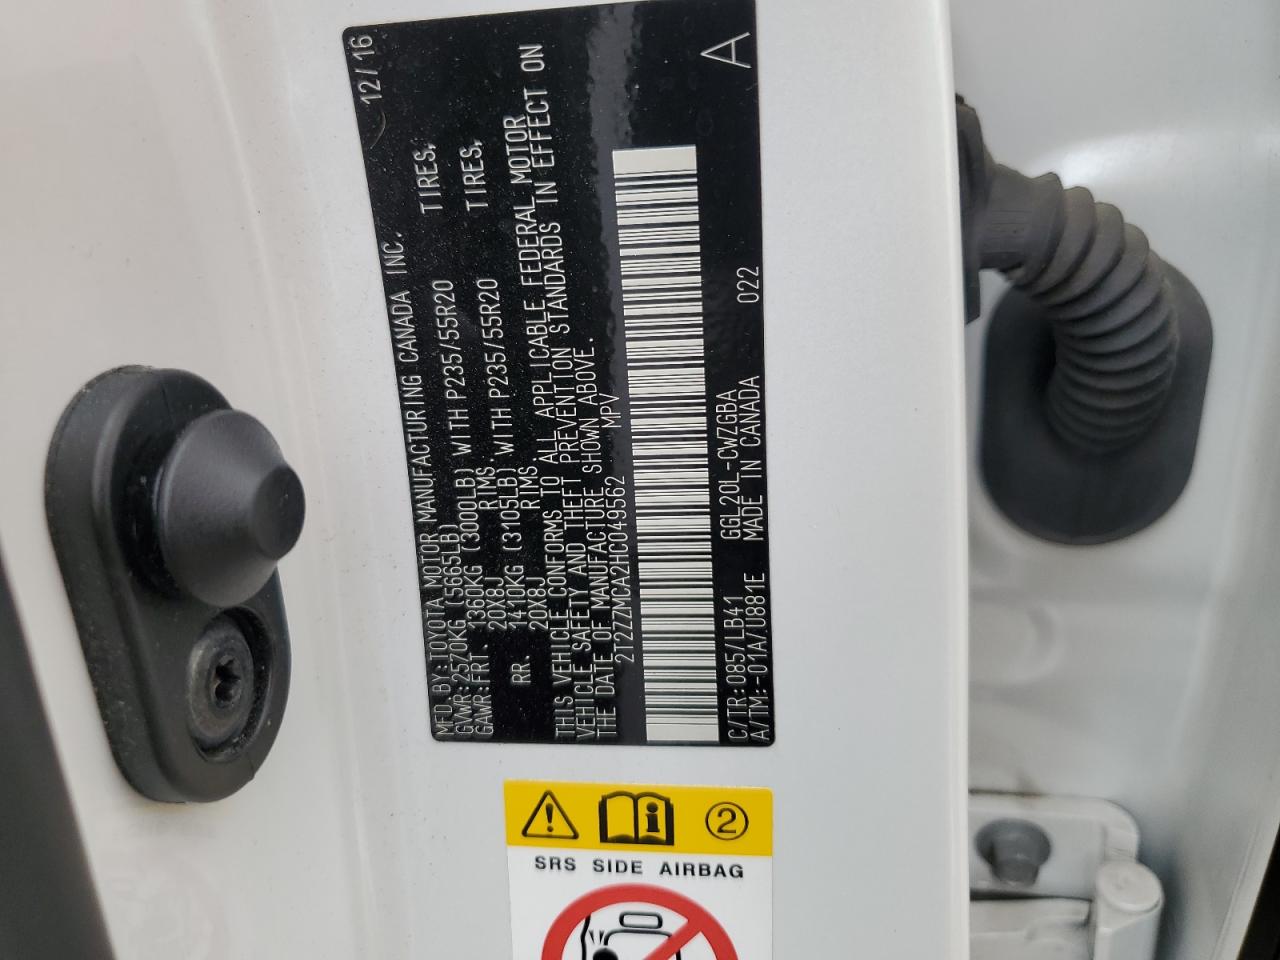 MFD.BY:TOYOTA MOTOR MANUFACTURING CANADA INC. 12/16
GVWR:2570KG (5665LB)
GAWR:FRT. 1360KG (3000LB) WITH P235/55R20 TIRES,
20X8J RIMS,
RR. 1410KG (3105LB) WITH P235/55R20 TIRES,
20X8J RIMS.
THIS VEHICLE CONFORMS TO ALL APPLICABLE FEDERAL MOTOR
VEHICLE SAFETY AND THEFT PREVENTION STANDARDS IN EFFECT ON
THE DATE OF MANUFACTURE SHOWN ABOVE.
2T2ZZMCA2HC049562 MPV
A
C/TR:085/LB41 GGL20L-CWZGBA 022
A/TM:-01A/U881E MADE IN CANADA
2
SRS SIDE AIRBAG